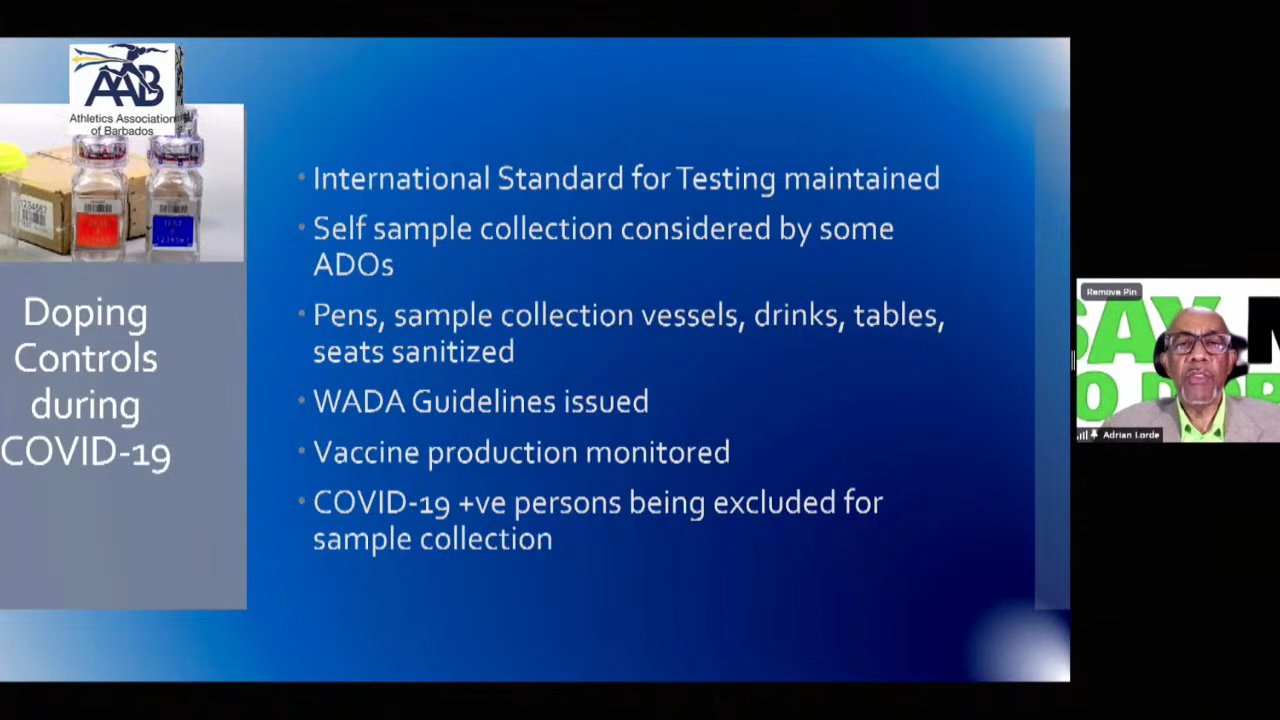 AAB
Athletics Association
of Barbados
1234567
Doping
Controls
during
COVID-19
• International Standard for Testing maintained
• Self sample collection considered by some
ADOs
• Pens, sample collection vessels, drinks, tables,
seats sanitized
• WADA Guidelines issued
• Vaccine production monitored
• COVID-19 +ve persons being excluded for
sample collection
Remove Pin
SAY
Adrian Lorde